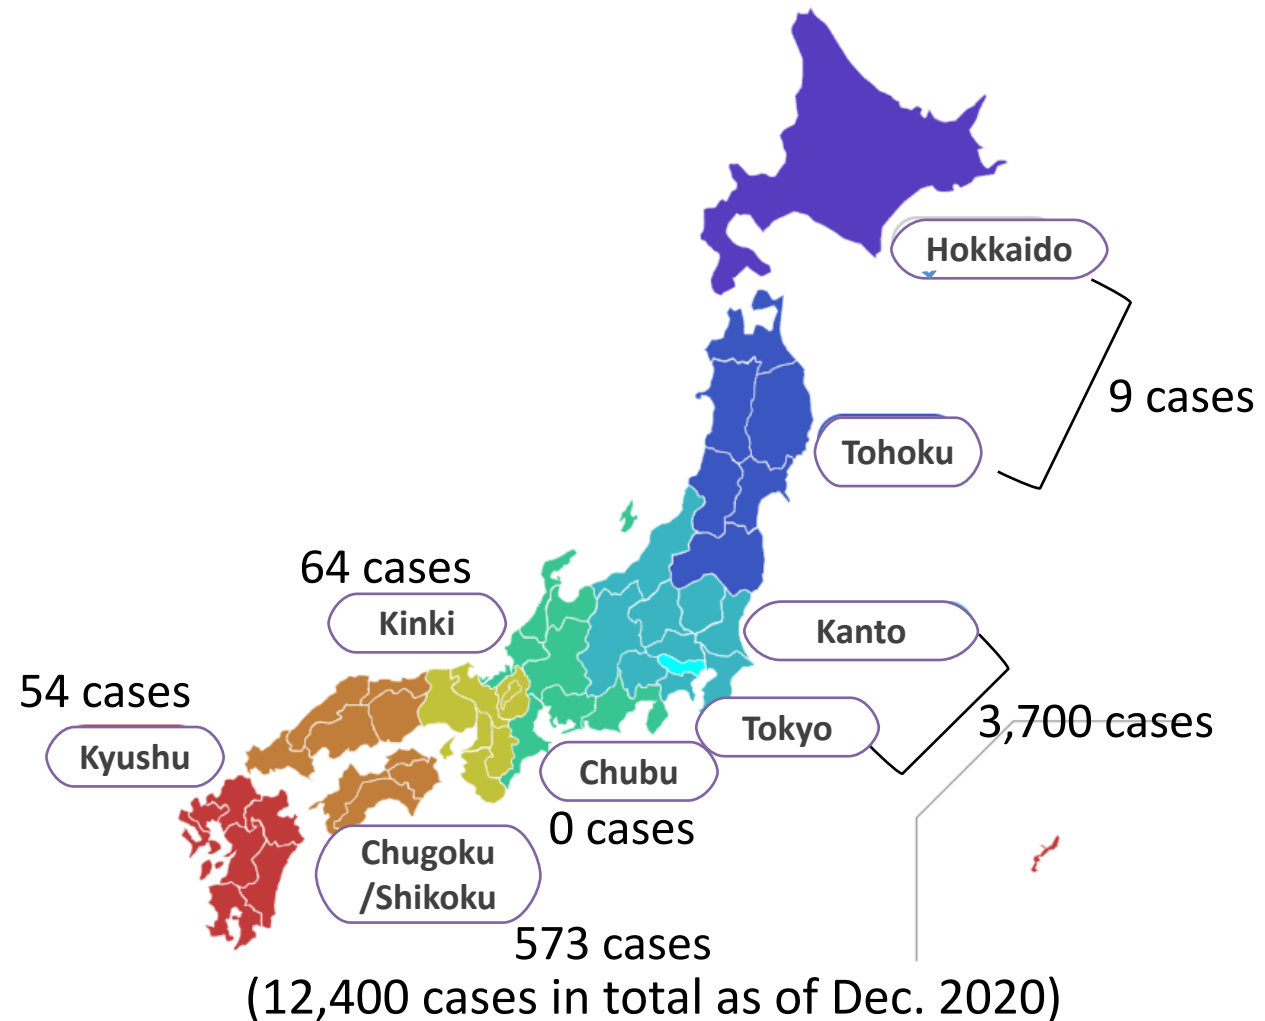 Hokkaido
9 cases
Tohoku
64 cases
Kinki
Kanto
54 cases
Kyushu
Tokyo
3,700 cases
Chubu
0 cases
Chugoku
/Shikoku
573 cases
(12,400 cases in total as of Dec. 2020)